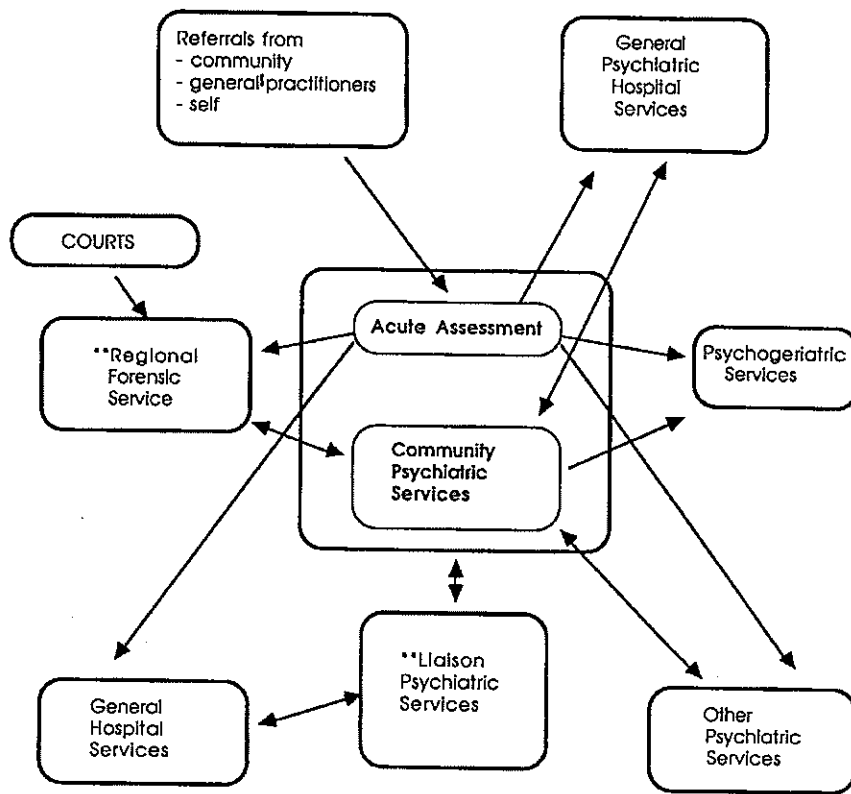 Referrals from
- community
- general practitioners
- self
General
Psychiatric
Hospital
Services
COURTS
Acute Assessment
**Regional
Forensic
Service
Psychogeriatric
Services
Community
Psychiatric
Services
**Liaison
Psychiatric
Services
General
Hospital
Services
Other
Psychiatric
Services